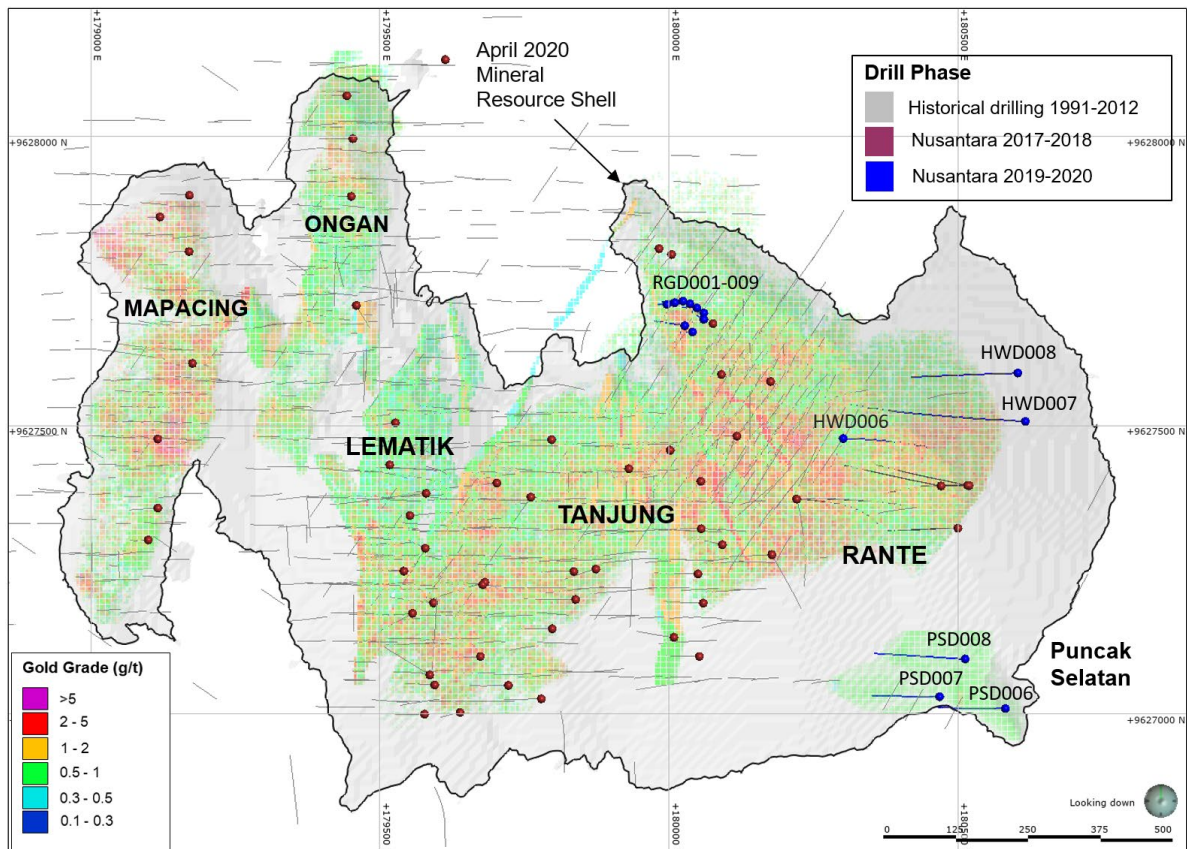 +179000 E
+179500 E
+180000 E
+180500 E
April 2020
Mineral
Resource Shell
Drill Phase
Historical drilling 1991-2012
Nusantara 2017-2018
Nusantara 2019-2020
+9628000 N
+9628000 N
ONGAN
RGD001-009
MAPACING
HWD008
HWD007
HWD006
+9627500 N
+9627500 N
LEMATIK
TANJUNG
RANTE
PSD008
Puncak
Selatan
PSD007
PSD006
+9627000 N
Gold Grade (g/t)
>5
2 - 5
1 - 2
0.5 - 1
0.3 - 0.5
0.1 - 0.3
Looking down
0 125 250 375 500
+179500 E
+180000 E
+180500 E